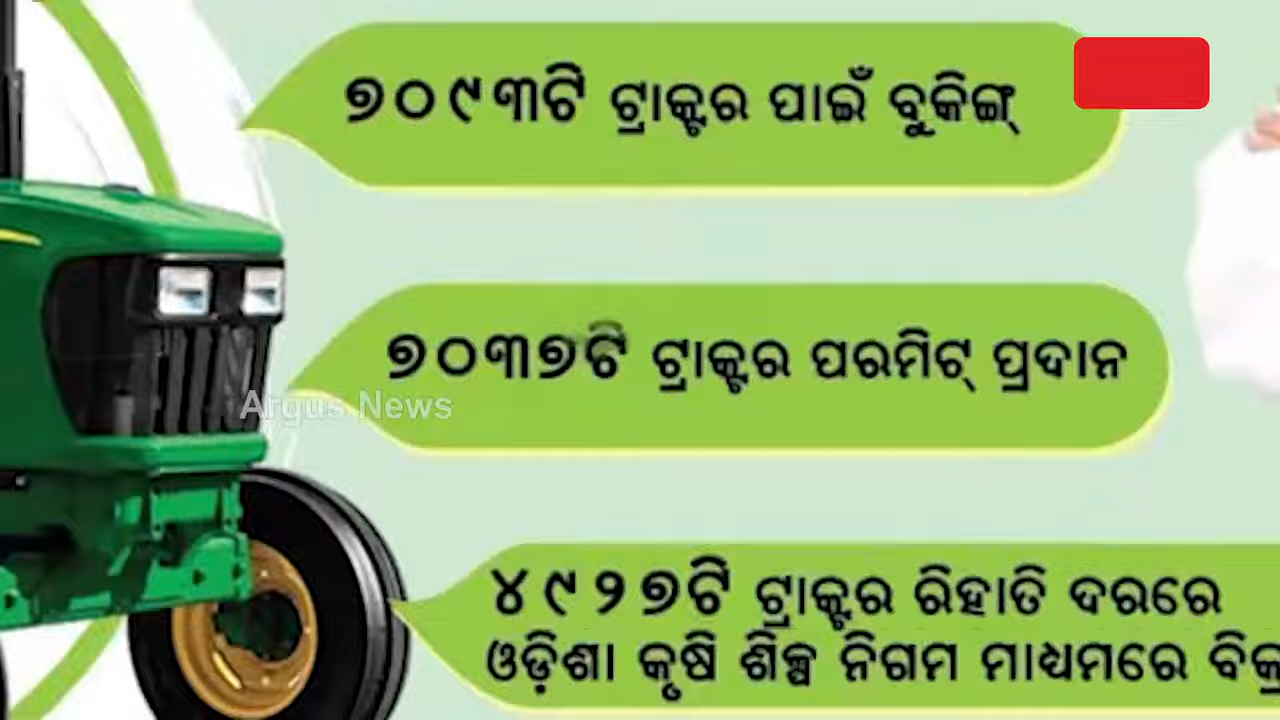 ୭୦୯୩ଟି ଟ୍ରାକ୍ଟର ପାଇଁ ବୁକିଙ୍ଗ୍
୭୦୩୭ଟି ଟ୍ରାକ୍ଟର ପରମିଟ୍ ପ୍ରଦାନ
Argus News
୪୯୨୭ଟି ଟ୍ରାକ୍ଟର ରିହାତି ଦରରେ
ଓଡ଼ିଶା କୃଷି ଶିଳ୍ପ ନିଗମ ମାଧ୍ୟମରେ